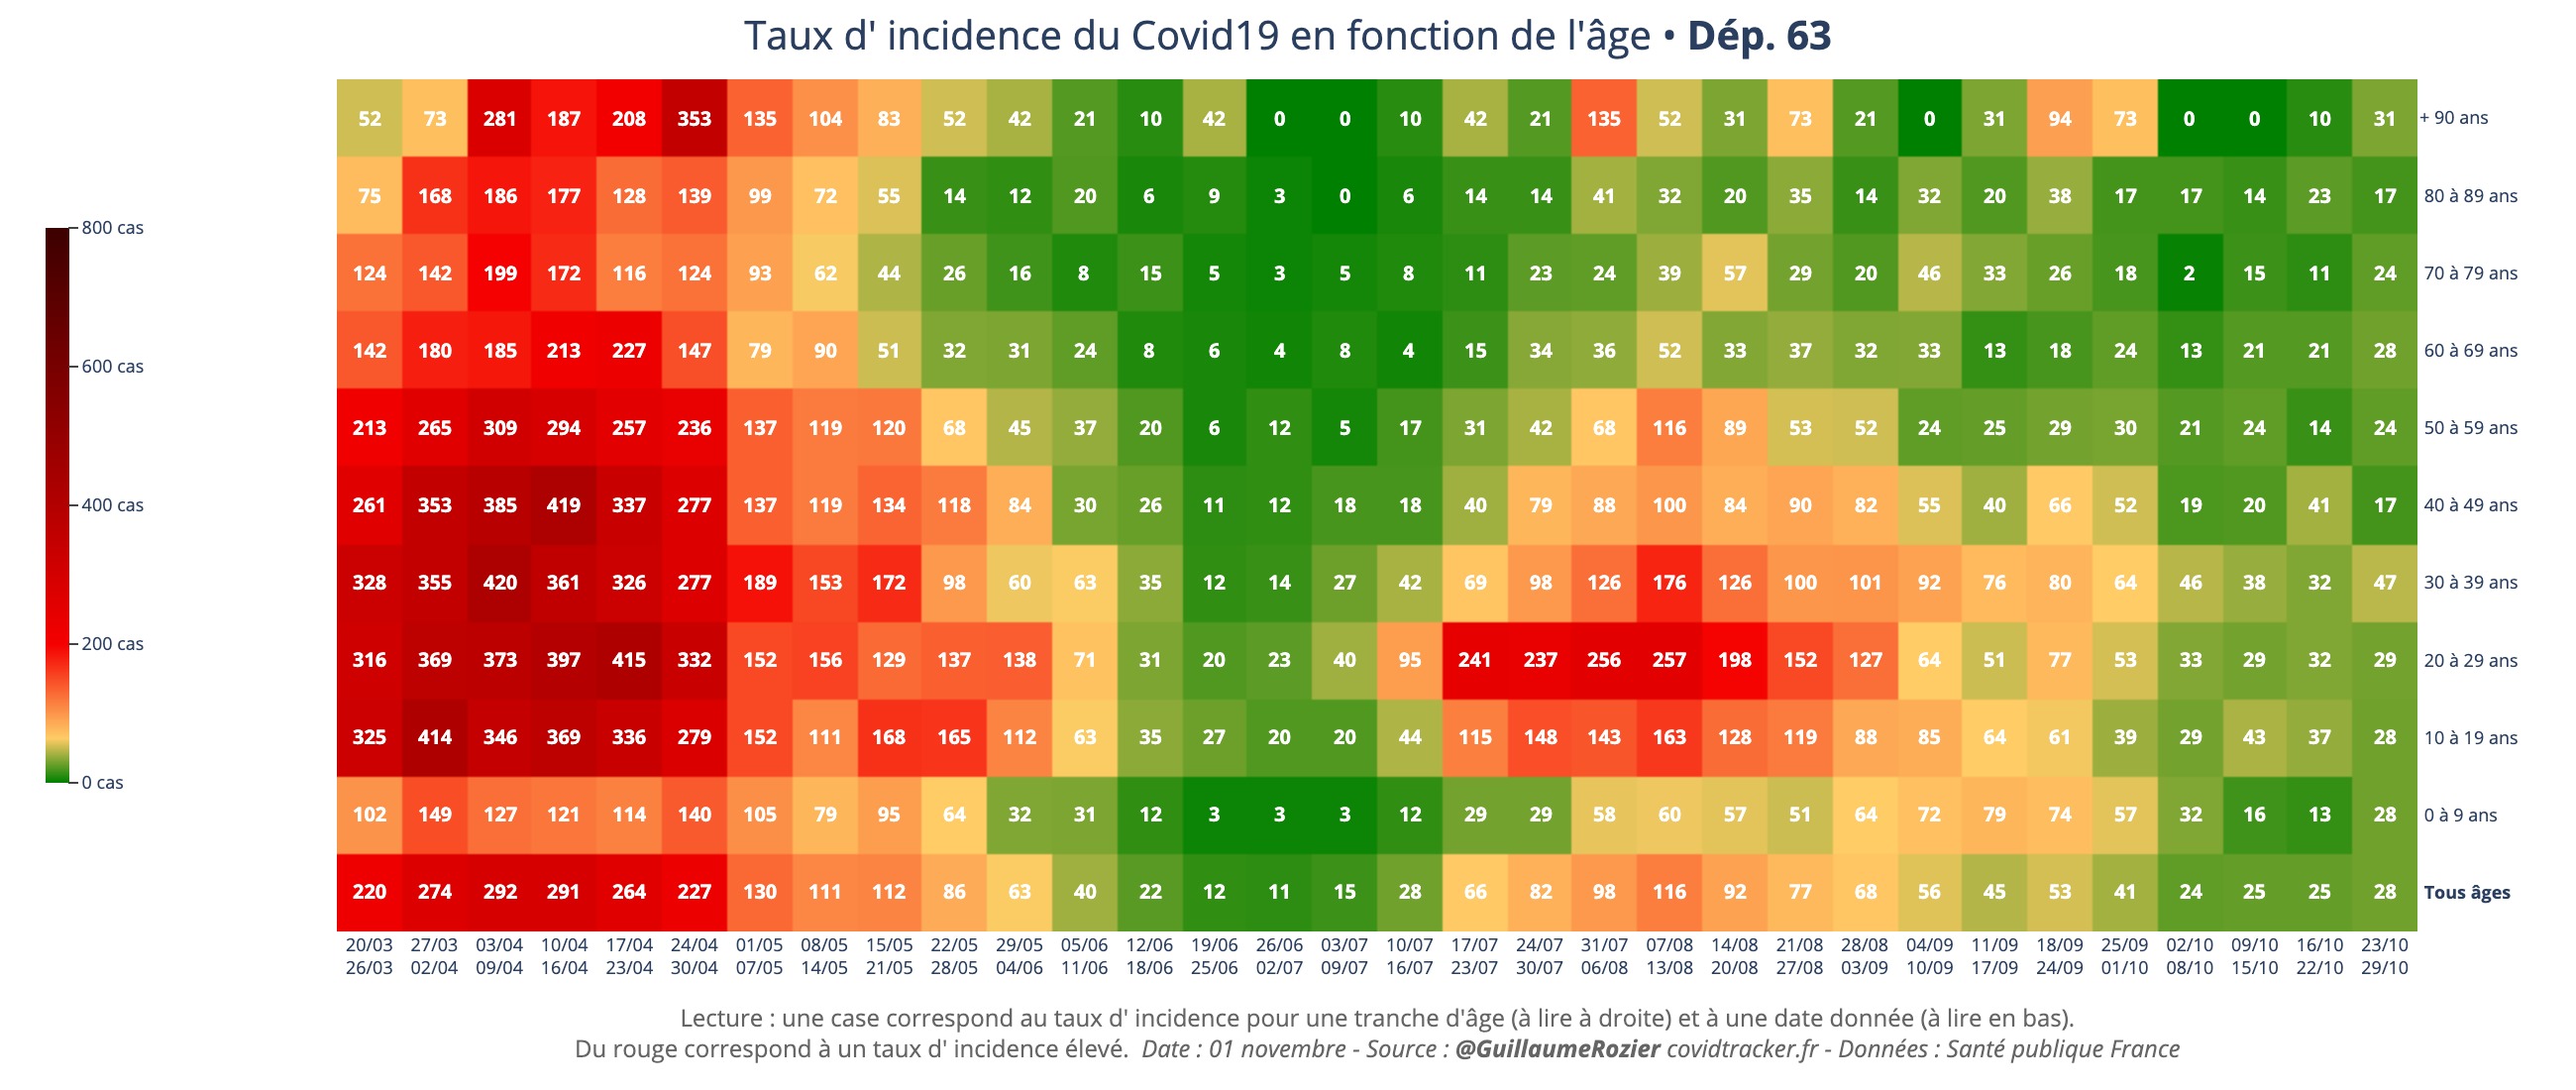 Taux d' incidence du Covid19 en fonction de l'âge • Dép. 63
52 73 281 187 208 353 135 104 83 52 42 21 10 42 0 0 10 42 21 135 52 31 73 21 0 31 94 73 0 0 10 31 + 90 ans
75 168 186 177 128 139 99 72 55 14 12 20 6 9 3 0 6 14 14 41 32 20 35 14 32 20 38 17 17 14 23 17 80 à 89 ans
800 cas
124 142 199 172 116 124 93 62 44 26 16 8 15 5 3 5 8 11 23 24 39 57 29 20 46 33 26 18 2 15 11 24 70 à 79 ans
142 180 185 213 227 147 79 90 51 32 31 24 8 6 4 8 4 15 34 36 52 33 37 32 33 13 18 24 13 21 21 28 60 à 69 ans
600 cas
213 265 309 294 257 236 137 119 120 68 45 37 20 6 12 5 17 31 42 68 116 89 53 52 24 25 29 30 21 24 14 24 50 à 59 ans
400 cas
261 353 385 419 337 277 137 119 134 118 84 30 26 11 12 18 18 40 79 88 100 84 90 82 55 40 66 52 19 20 41 17 40 à 49 ans
328 355 420 361 326 277 189 153 172 98 60 63 35 12 14 27 42 69 98 126 176 126 100 101 92 76 80 64 46 38 32 47 30 à 39 ans
200 cas
316 369 373 397 415 332 152 156 129 137 138 71 31 20 23 40 95 241 237 256 257 198 152 127 64 51 77 53 33 29 32 29 20 à 29 ans
325 414 346 369 336 279 152 111 168 165 112 63 35 27 20 20 44 115 148 143 163 128 119 88 85 64 61 39 29 43 37 28 10 à 19 ans
0 cas
102 149 127 121 114 140 105 79 95 64 32 31 12 3 3 3 12 29 29 58 60 57 51 64 72 79 74 57 32 16 13 28 0 à 9 ans
220 274 292 291 264 227 130 111 112 86 63 40 22 12 11 15 28 66 82 98 116 92 77 68 56 45 53 41 24 25 25 28 Tous âges
20/03 27/03 03/04 10/04 17/04 24/04 01/05 08/05 15/05 22/05 29/05 05/06 12/06 19/06 26/06 03/07 10/07 17/07 24/07 31/07 07/08 14/08 21/08 28/08 04/09 11/09 18/09 25/09 02/10 09/10 16/10 23/10
26/03 02/04 09/04 16/04 23/04 30/04 07/05 14/05 21/05 28/05 04/06 11/06 18/06 25/06 02/07 09/07 16/07 23/07 30/07 06/08 13/08 20/08 27/08 03/09 10/09 17/09 24/09 01/10 08/10 15/10 22/10 29/10
Lecture : une case correspond au taux d' incidence pour une tranche d'âge (à lire à droite) et à une date donnée (à lire en bas).
Du rouge correspond à un taux d' incidence élevé. Date : 01 novembre - Source : @GuillaumeRozier covidtracker.fr - Données : Santé publique France